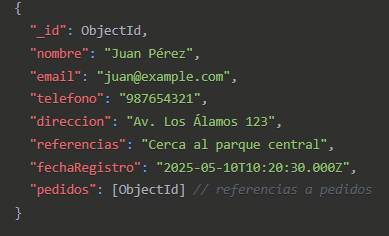 {
"_id": ObjectId,
"nombre": "Juan Pérez",
"email": "juan@example.com",
"telefono": "987654321",
"direccion": "Av. Los Álamos 123",
"referencias": "Cerca al parque central",
"fechaRegistro": "2025-05-10T10:20:30.000Z",
"pedidos": [ObjectId] // referencias a pedidos
}